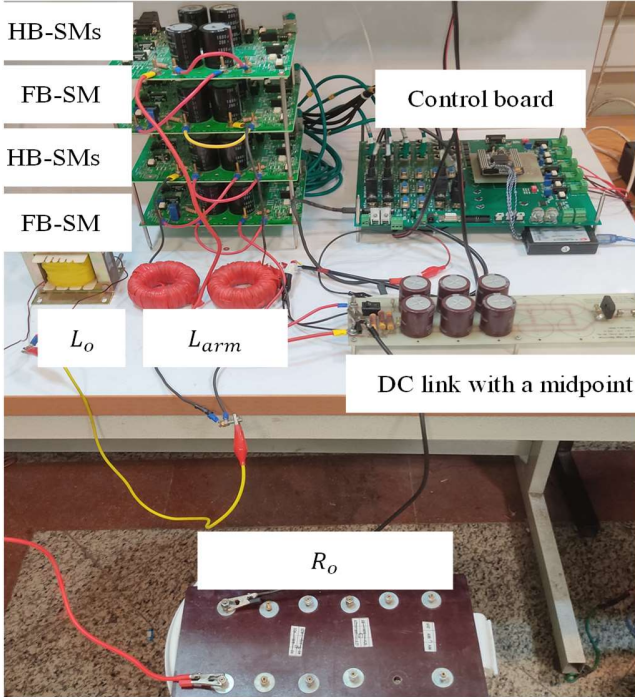 HB-SMs
FB-SM
Control board
HB-SMs
FB-SM
L_o
L_arm
DC link with a midpoint
R_o